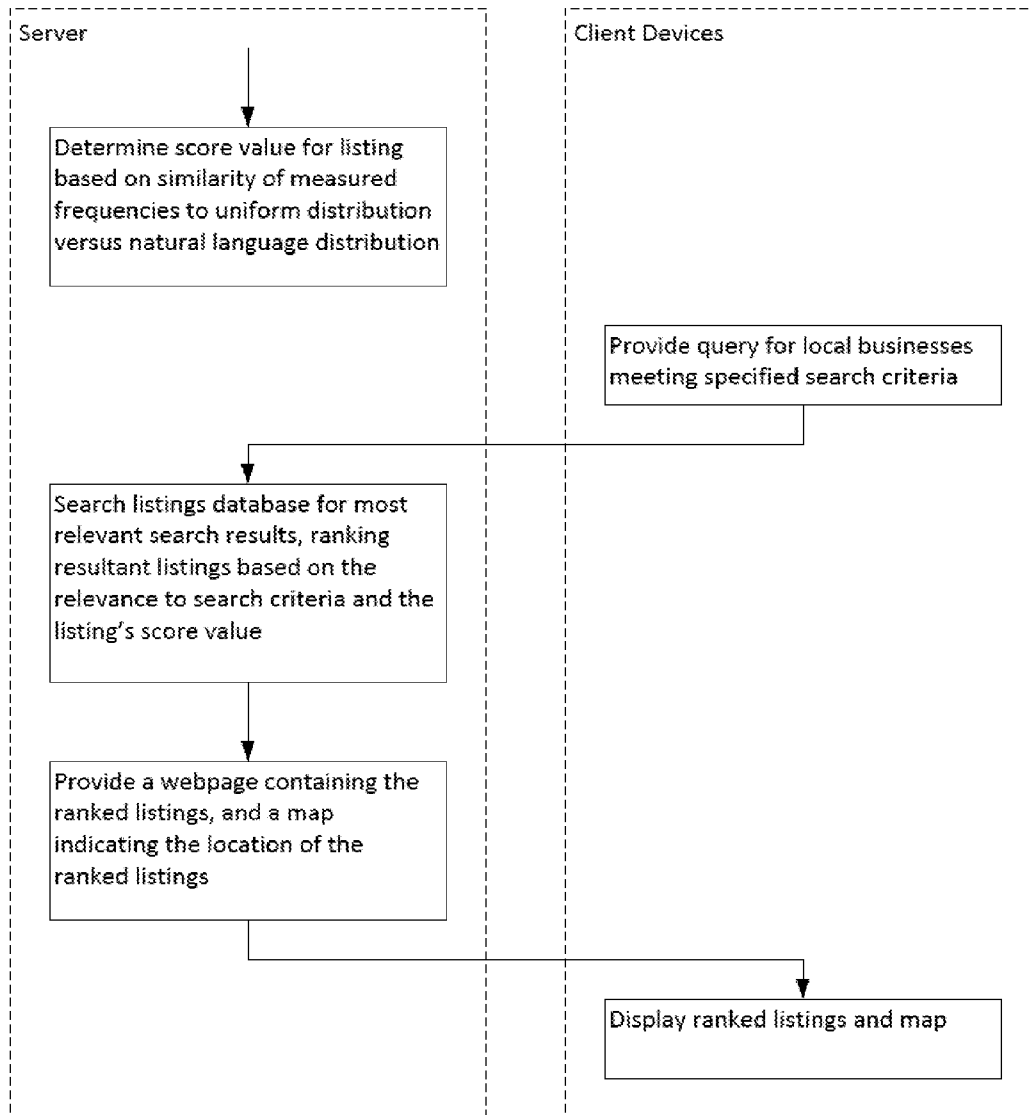 Server
Client Devices
Determine score value for listing
based on similarity of measured
frequencies to uniform distribution
versus natural language distribution
Provide query for local businesses
meeting specified search criteria
Search listings database for most
relevant search results, ranking
resultant listings based on the
relevance to search criteria and the
listing's score value
Provide a webpage containing the
ranked listings, and a map
indicating the location of the
ranked listings
Display ranked listings and map